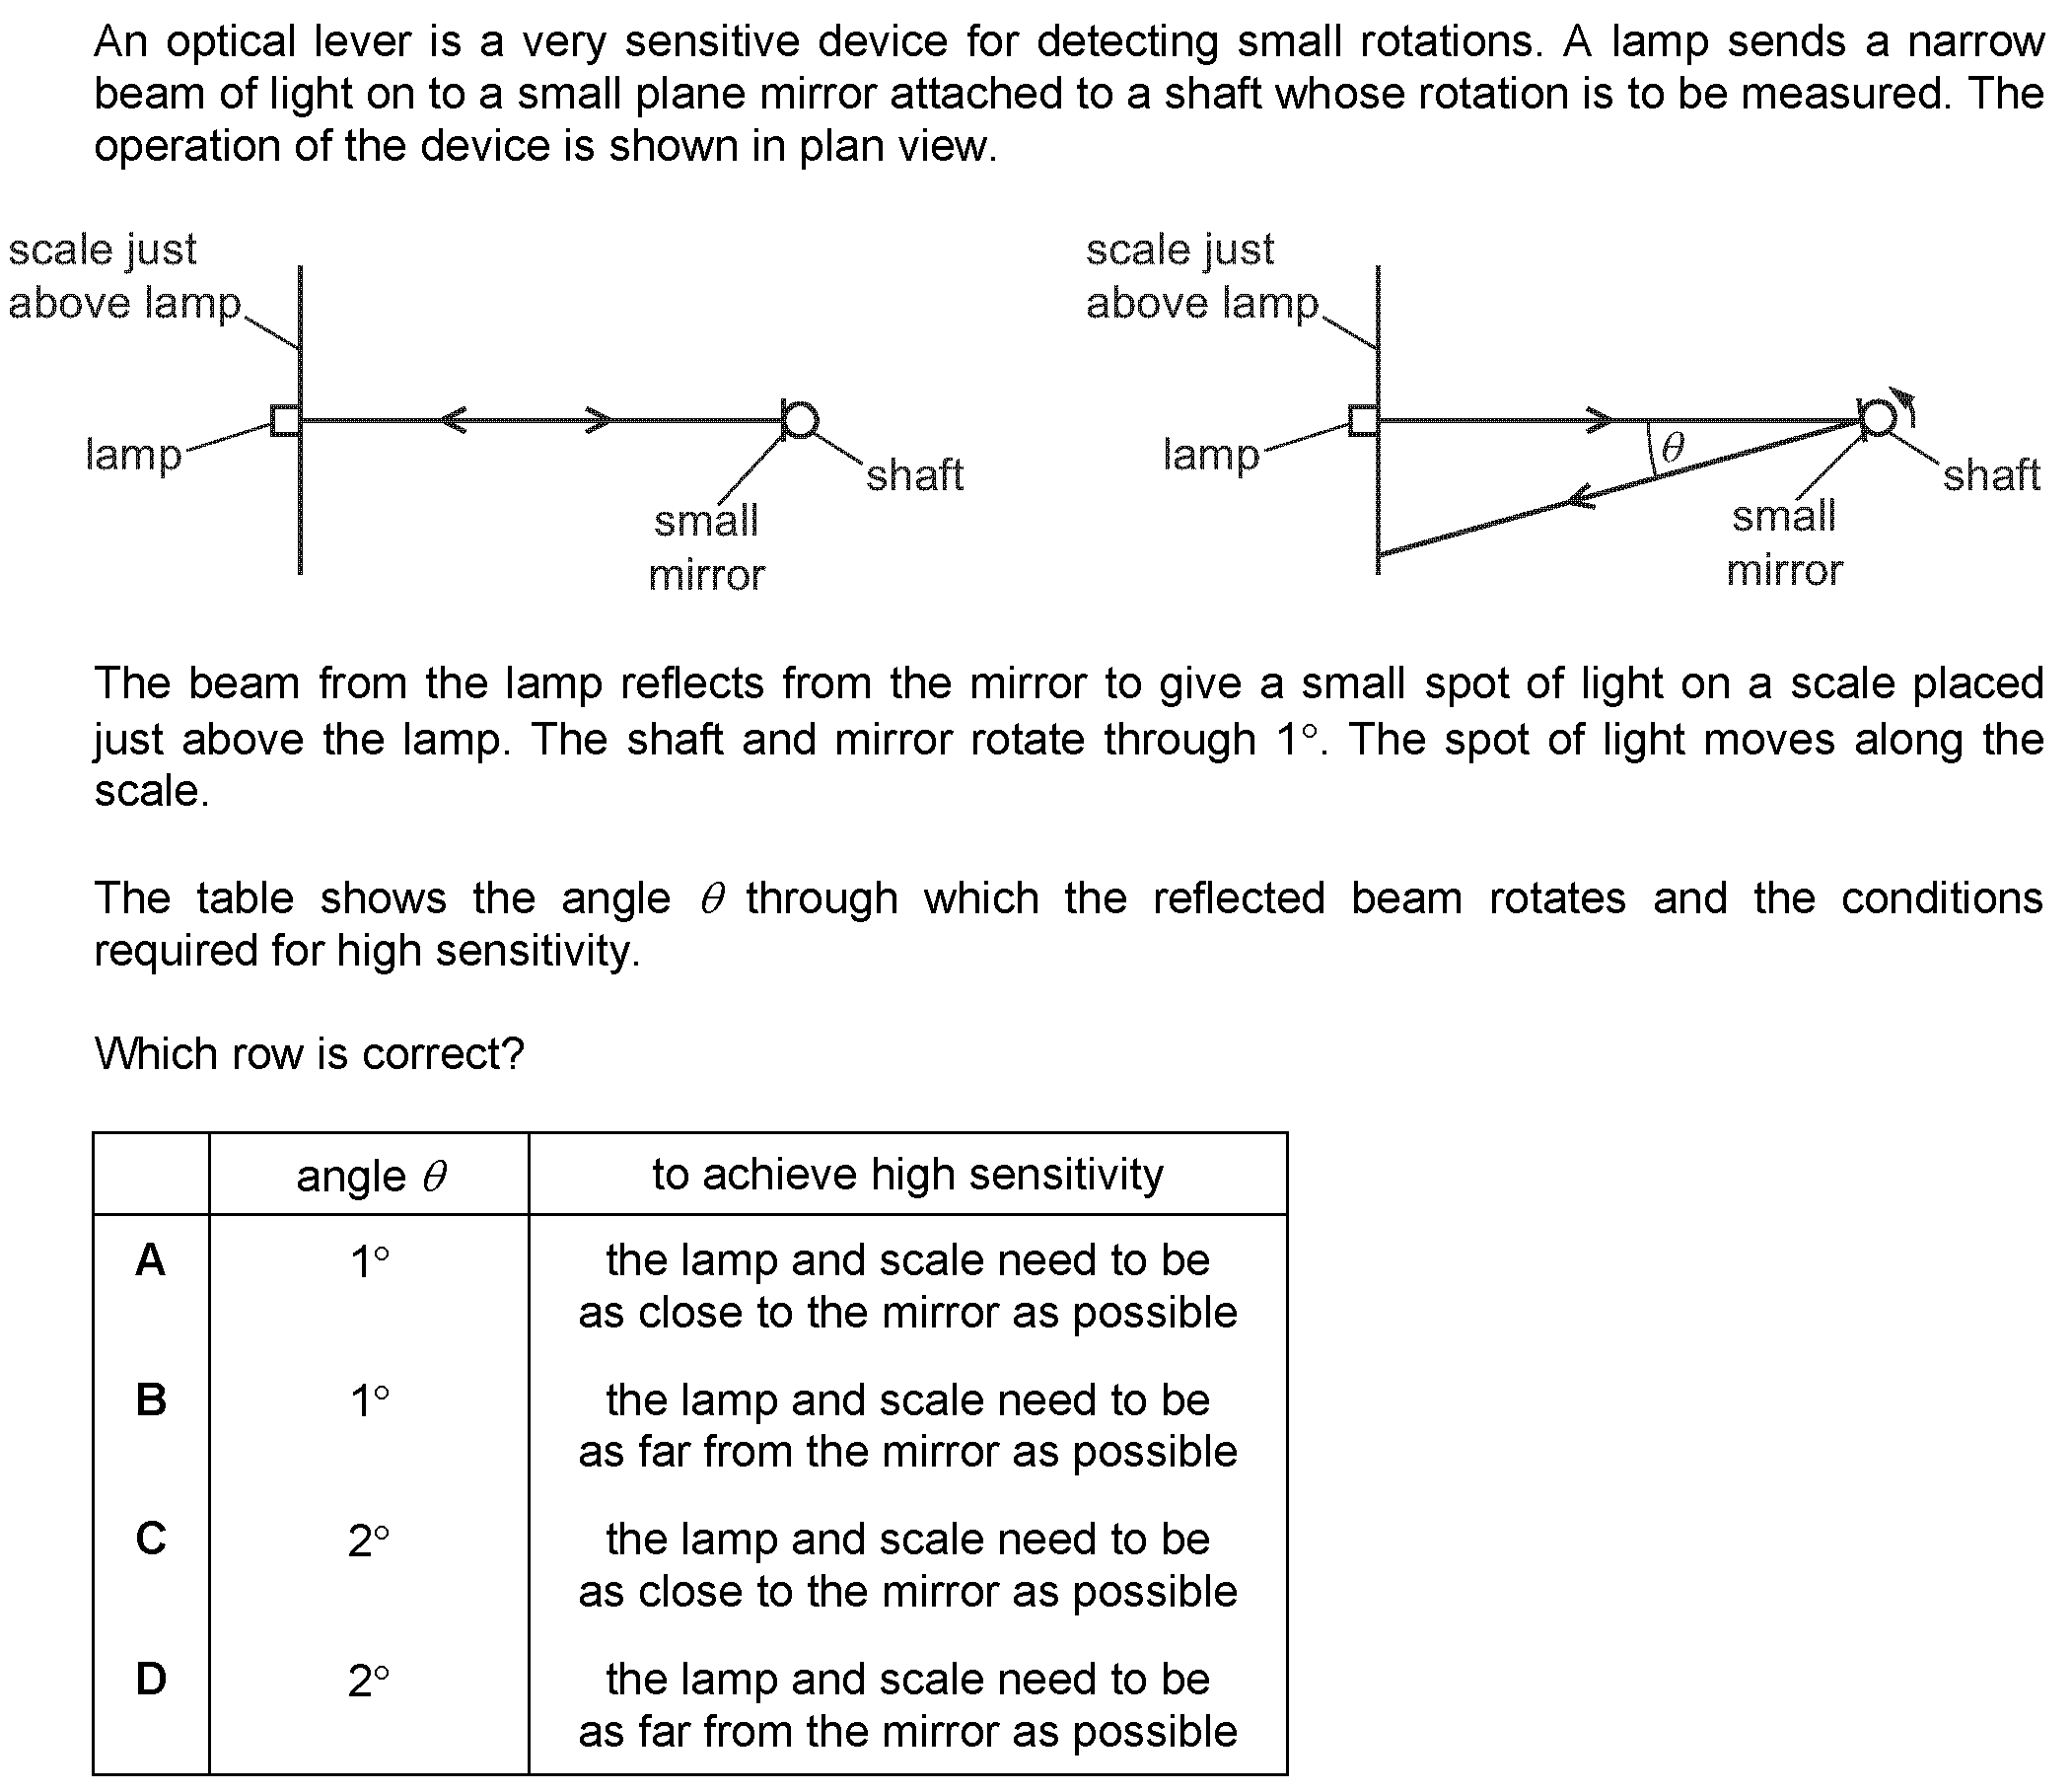 An optical lever is a very sensitive device for detecting small rotations. A lamp sends a narrow
beam of light on to a small plane mirror attached to a shaft whose rotation is to be measured. The
operation of the device is shown in plan view.
scale just
above lamp
lamp
small
mirror
shaft
scale just
above lamp
lamp
θ
small
mirror
shaft
The beam from the lamp reflects from the mirror to give a small spot of light on a scale placed
just above the lamp. The shaft and mirror rotate through 1°. The spot of light moves along the
scale.
The table shows the angle θ through which the reflected beam rotates and the conditions
required for high sensitivity.
Which row is correct?
angle θ to achieve high sensitivity
A 1° the lamp and scale need to be
as close to the mirror as possible
B 1° the lamp and scale need to be
as far from the mirror as possible
C 2° the lamp and scale need to be
as close to the mirror as possible
D 2° the lamp and scale need to be
as far from the mirror as possible